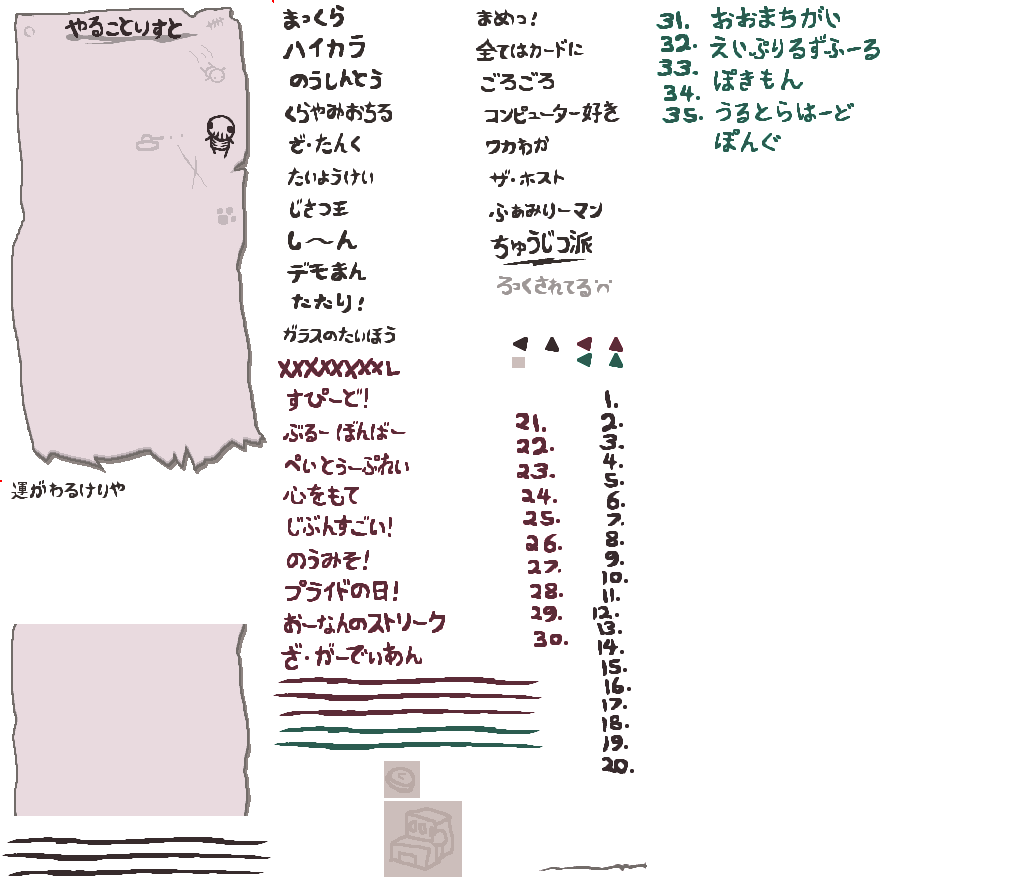 やることりすと
運がわるけりゃ
まっくら
ハイカラ
のうしんとう
くらやみおちる
ざ・たんく
たいようけい
じさつ王
し〜ん
デモまん
たたり!
ガラスのたいほう
XXXXXXXXL
すぴーど!
ぶるー ぼんばー
ぺいとぅーぷれい
心をもて
じぶんすごい!
のうみそ!
プライドの日!
おーなんのストリーク
ざ・がーでぃあん
まめっ!
全てはカードに
ごろごろ
コンピューター好き
ワカわか
ザ・ホスト
ふぁみりーマン
ちゅうじつ派
ろっくされてる
21.
22.
23.
24.
25.
26.
27.
28.
29.
30.
1.
2.
3.
4.
5.
6.
7.
8.
9.
10.
11.
12.
13.
14.
15.
16.
17.
18.
19.
20.
31.
32.
33.
34.
35.
おおまちがい
えいぷりるずふーる
ぽきもん
うるとらはーど
ぽんぐ